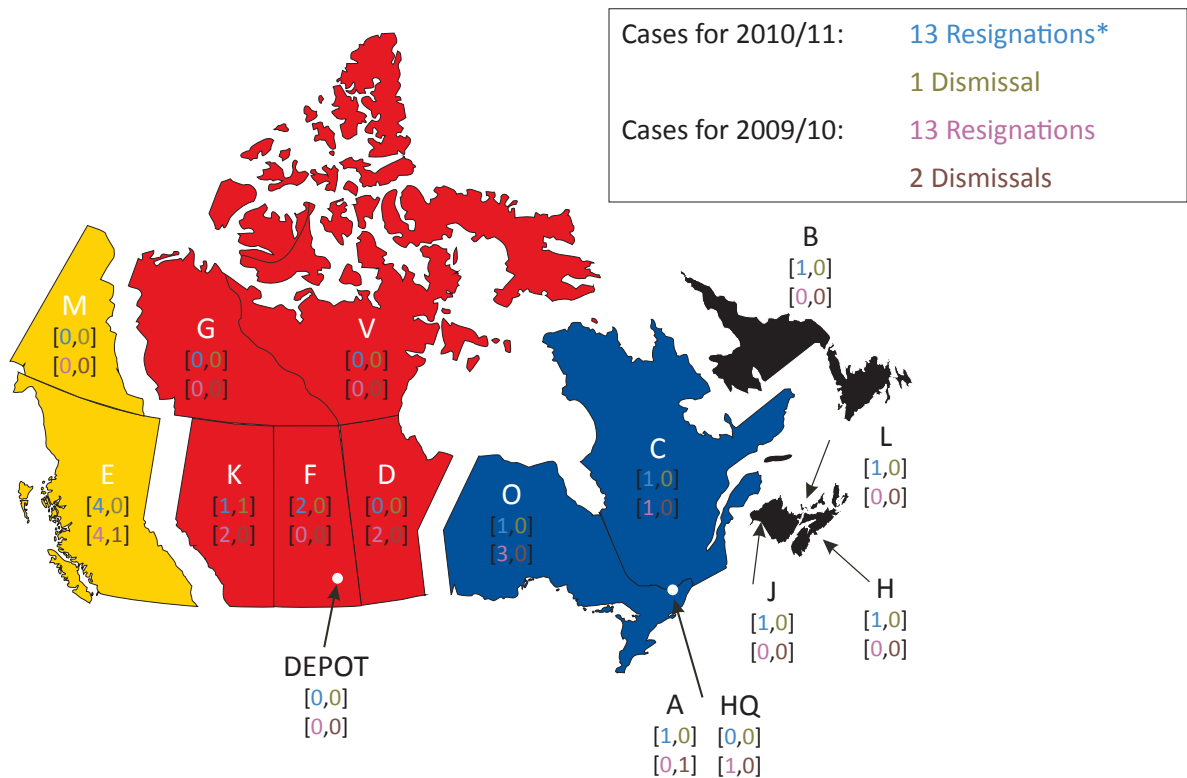 Cases for 2010/11: 13 Resignations*
1 Dismissal
Cases for 2009/10: 13 Resignations
2 Dismissals
B
[1,0]
[0,0]
M
[0,0]
[0,0]
G
[0,0]
[0,0]
V
[0,0]
[0,0]
E
[4,0]
[4,1]
K
[1,1]
[2,0]
F
[2,0]
[0,0]
D
[0,0]
[2,0]
O
[1,0]
[3,0]
C
[1,0]
[1,0]
L
[1,0]
[0,0]
J
[1,0]
[0,0]
H
[1,0]
[0,0]
DEPOT
[0,0]
[0,0]
A
[1,0]
[0,1]
HQ
[0,0]
[1,0]